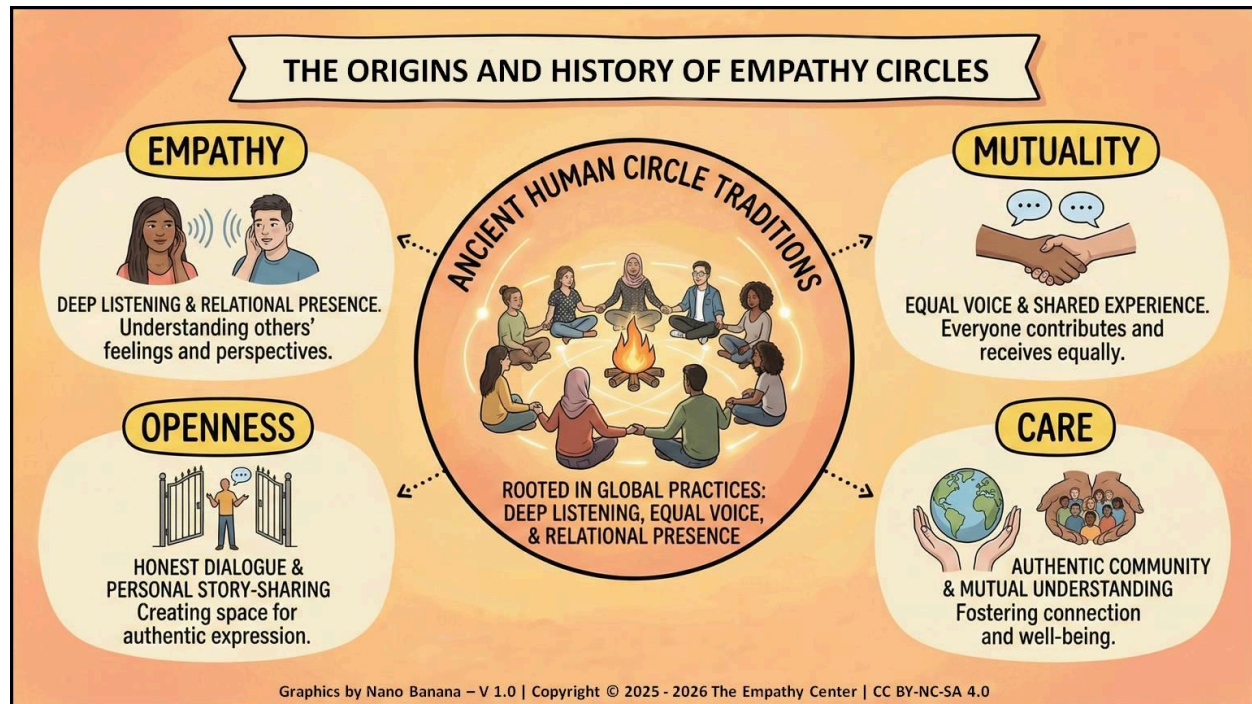 THE ORIGINS AND HISTORY OF EMPATHY CIRCLES
EMPATHY
DEEP LISTENING & RELATIONAL PRESENCE.
Understanding others'
feelings and perspectives.
OPENNESS
HONEST DIALOGUE &
PERSONAL STORY-SHARING
Creating space for
authentic expression.
ANCIENT HUMAN CIRCLE TRADITIONS
ROOTED IN GLOBAL PRACTICES:
DEEP LISTENING, EQUAL VOICE,
& RELATIONAL PRESENCE
MUTUALITY
EQUAL VOICE & SHARED EXPERIENCE.
Everyone contributes and
receives equally.
CARE
AUTHENTIC COMMUNITY
& MUTUAL UNDERSTANDING
Fostering connection
and well-being.
Graphics by Nano Banana – V 1.0 | Copyright © 2025 - 2026 The Empathy Center | CC BY-NC-SA 4.0